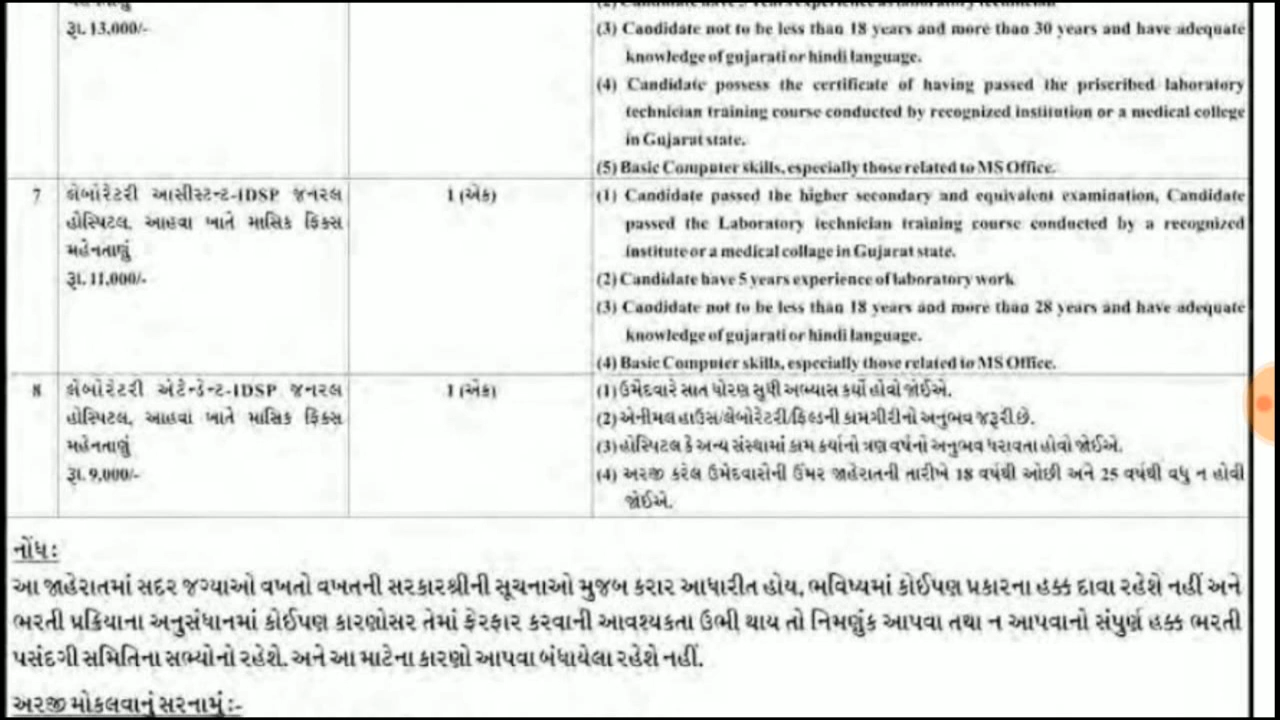 રૂા. 13,000/-
(3) Candidate not to be less than 18 years and more than 30 years and have adequate
knowledge of gujarati or hindi language.
(4) Candidate possess the certificate of having passed the priscribed laboratory
technician training course conducted by recognized institution or a medical college
in Gujarat state.
(5) Basic Computer skills, especially those related to MS Office.
7
લેબોરેટરી આસીસ્ટન્ટ-IDSP જનરલ
હોસ્પિટલ, આહવા ખાતે માસિક ફિક્સ
મહેનતાણું
રૂા. 11,000/-
1 (એક)
(1) Candidate passed the higher secondary and equivalent examination, Candidate
passed the Laboratory technician training course conducted by a recognized
institute or a medical collage in Gujarat state.
(2) Candidate have 5 years experience of laboratory work
(3) Candidate not to be less than 18 years and more than 28 years and have adequate
knowledge of gujarati or hindi language.
(4) Basic Computer skills, especially those related to MS Office.
8
લેબોરેટરી એટેન્ડેન્ટ-IDSP જનરલ
હોસ્પિટલ, આહવા ખાતે માસિક ફિક્સ
મહેનતાણું
રૂા. 9,000/-
1 (એક)
(1) ઉમેદવારે સાત ધોરણ સુધી અભ્યાસ કર્યો હોવો જોઈએ.
(2) એનીમલ હાઉસ/લેબોરેટરી/ફિલ્ડની કામગીરીનો અનુભવ જરૂરી છે.
(3) હોસ્પિટલ કે અન્ય સંસ્થામાં કામ કર્યાનો ત્રણ વર્ષનો અનુભવ ધરાવતા હોવો જોઈએ.
(4) અરજી કરેલ ઉમેદવારોની ઉંમર જાહેરાતની તારીખે 18 વર્ષથી ઓછી અને 25 વર્ષથી વધુ ન હોવી
જોઈએ.
નોંધ:
આ જાહેરાતમાં સદર જગ્યાઓ વખતો વખતની સરકારશ્રીની સૂચનાઓ મુજબ કરાર આધારીત હોય, ભવિષ્યમાં કોઈપણ પ્રકારના હક્ક દાવા રહેશે નહીં અને
ભરતી પ્રક્રિયાના અનુસંધાનમાં કોઈપણ કારણોસર તેમાં ફેરફાર કરવાની આવશ્યકતા ઉભી થાય તો નિમણુંક આપવા તથા ન આપવાનો સંપુર્ણ હક્ક ભરતી
પસંદગી સમિતિના સભ્યોનો રહેશે. અને આ માટેના કારણો આપવા બંધાયેલા રહેશે નહીં.
અરજી મોકલવાનું સરનામું :-